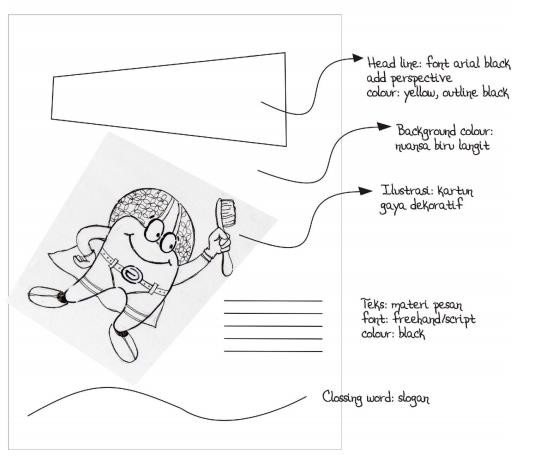 Head line: font arial black
add perspective
colour: yellow, outline black
Background colour:
nuansa biru langit
Ilustrasi: kartun
gaya dekoratif
Teks: materi pesan
font: freehand/script
colour: black
Clossing word: slogan